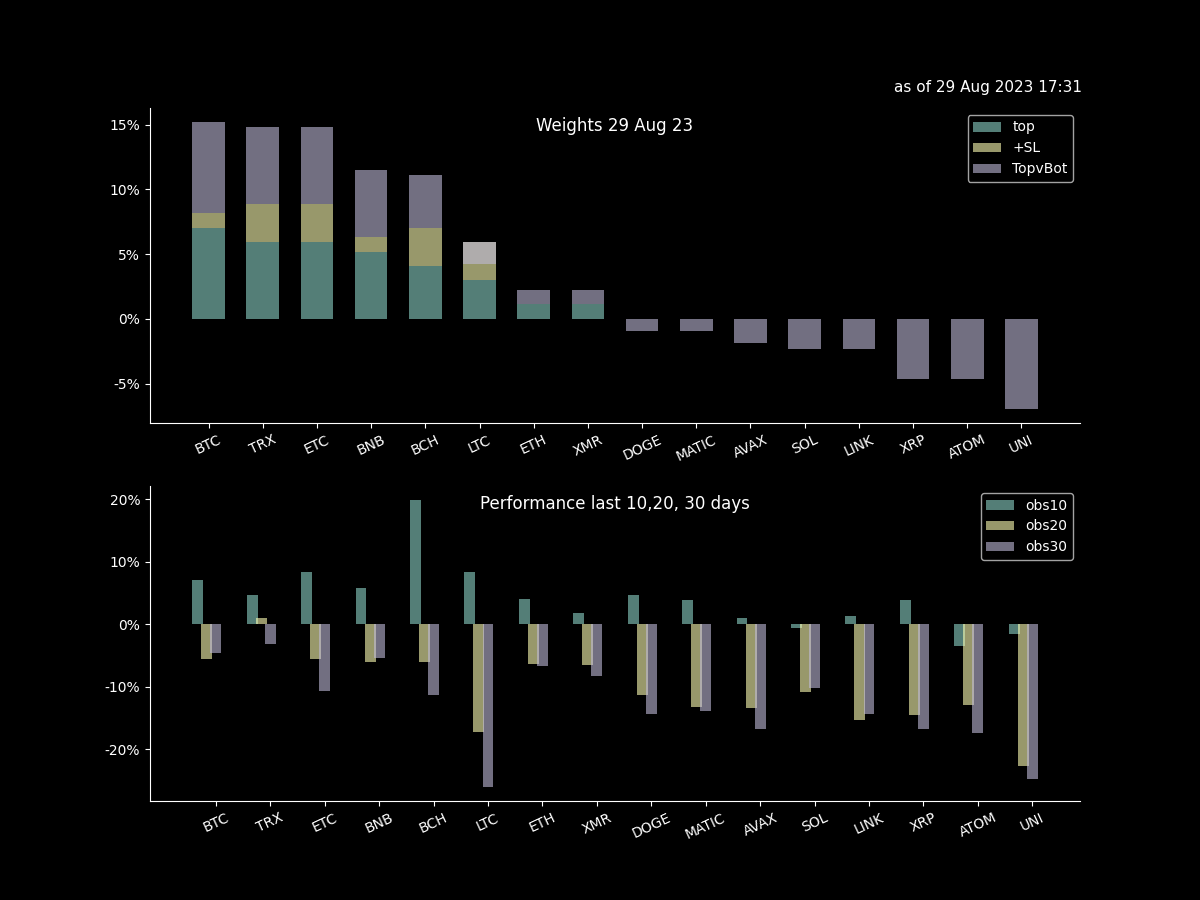 as of 29 Aug 2023 17:31
Weights 29 Aug 23
top
+SL
TopvBot
15%
10%
5%
0%
-5%
BTC TRX ETC BNB BCH LTC ETH XMR DOGE MATIC AVAX SOL LINK XRP ATOM UNI
Performance last 10,20, 30 days
obs10
obs20
obs30
20%
10%
0%
-10%
-20%
BTC TRX ETC BNB BCH LTC ETH XMR DOGE MATIC AVAX SOL LINK XRP ATOM UNI